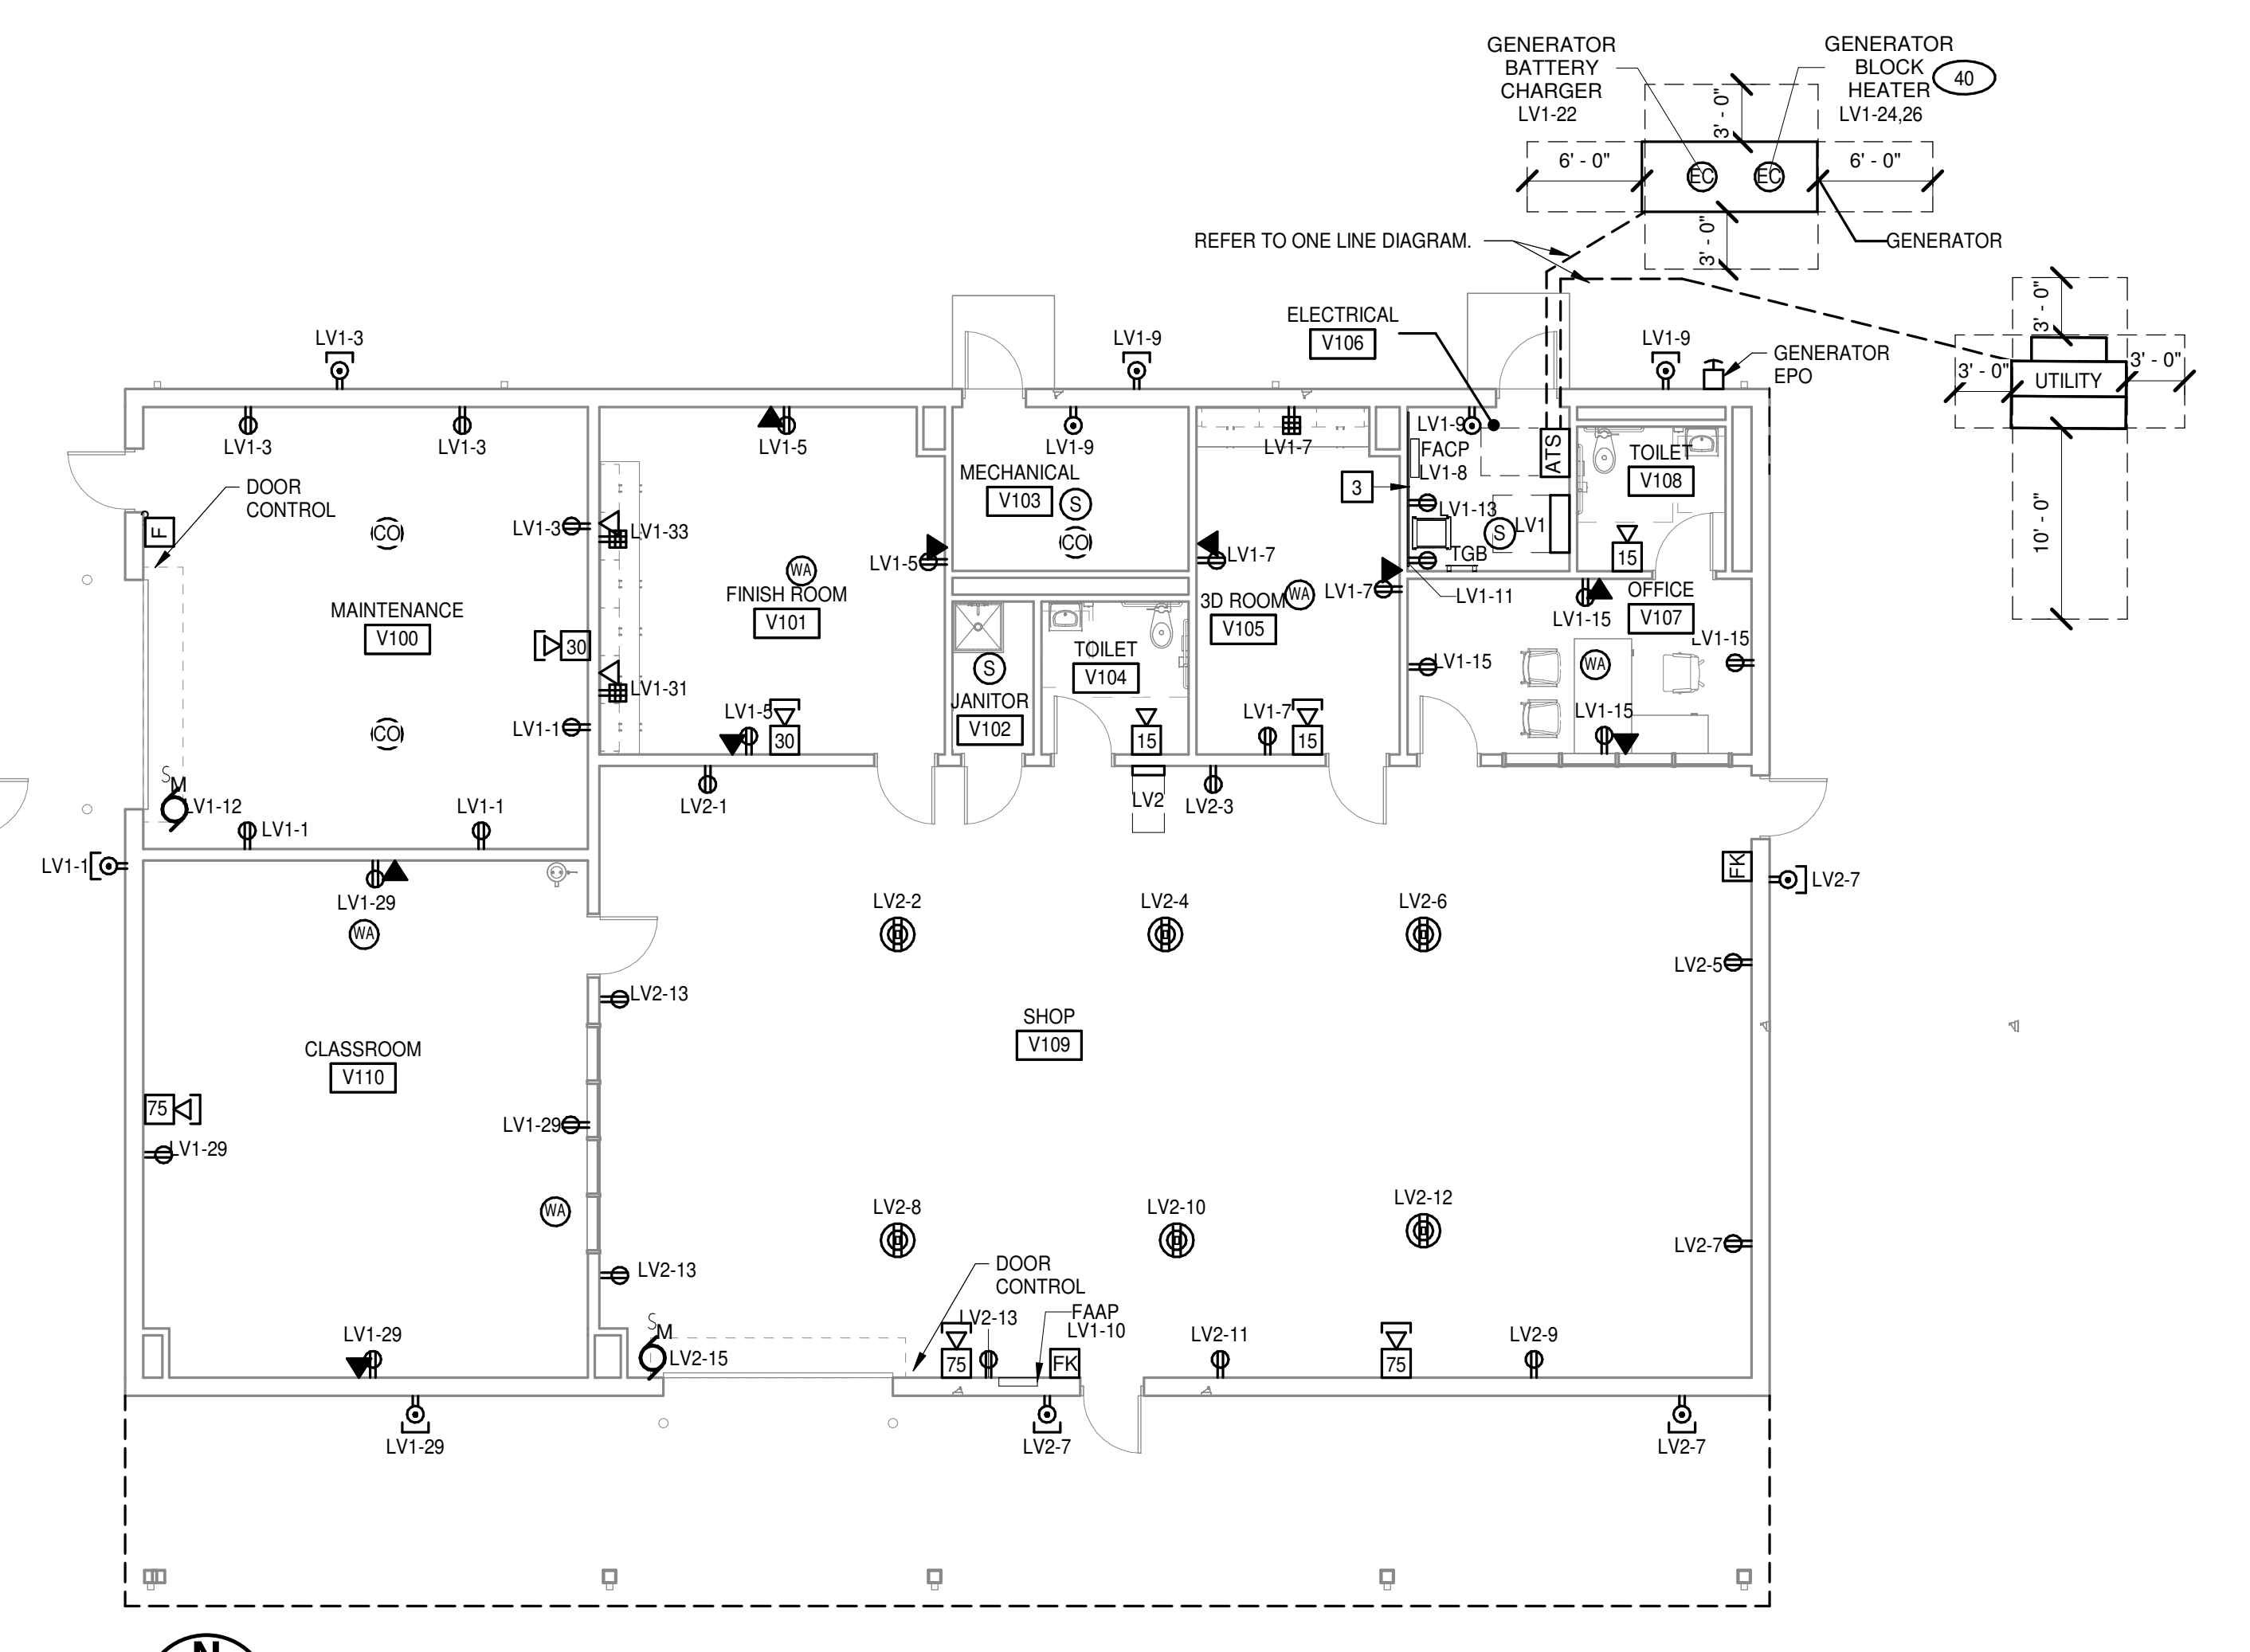 GENERATOR
BATTERY
CHARGER
LV1-22
GENERATOR
BLOCK
HEATER
LV1-24,26
40
3' - 0"
6' - 0"
EC
EC
6' - 0"
3' - 0"
REFER TO ONE LINE DIAGRAM.
GENERATOR
3' - 0"
3' - 0"
UTILITY
3' - 0"
10' - 0"
ELECTRICAL
V106
LV1-3
LV1-9
LV1-9
GENERATOR
EPO
LV1-3
LV1-3
LV1-5
LV1-9
LV1-7
LV1-9
FACP
LV1-8
ATS
TOILET
V108
MECHANICAL
V103
S
CO
3
LV1-13
S
LV1
TGB
15
DOOR
CONTROL
F
CO
LV1-3
LV1-33
LV1-5
LV1-7
LV1-7
LV1-11
WA
FINISH ROOM
V101
3D ROOM
WA
V105
LV1-15
OFFICE
V107
LV1-15
LV1-15
WA
LV1-15
MAINTENANCE
V100
30
LV1-31
LV1-1
CO
S
JANITOR
V102
TOILET
V104
LV1-5
30
15
LV1-7
15
S
M
LV1-12
LV1-1
LV1-1
LV2-1
LV2
LV2-3
LV1-1
LV1-29
WA
LV2-2
LV2-4
LV2-6
FK
LV2-7
LV2-5
LV2-13
SHOP
V109
CLASSROOM
V110
75
LV1-29
LV1-29
WA
LV2-8
LV2-10
LV2-12
LV2-7
LV2-13
DOOR
CONTROL
S
M
LV2-15
LV2-13
FAAP
LV1-10
75
FK
LV2-11
75
LV2-9
LV1-29
LV1-29
LV2-7
LV2-7
N